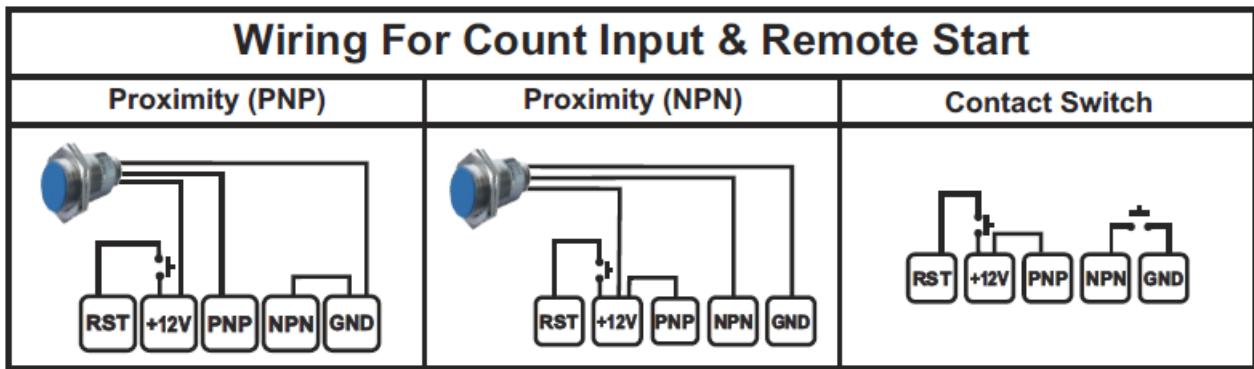 Wiring For Count Input & Remote Start
Proximity (PNP) Proximity (NPN) Contact Switch
RST +12V PNP NPN GND
RST +12V PNP NPN GND
RST +12V PNP NPN GND